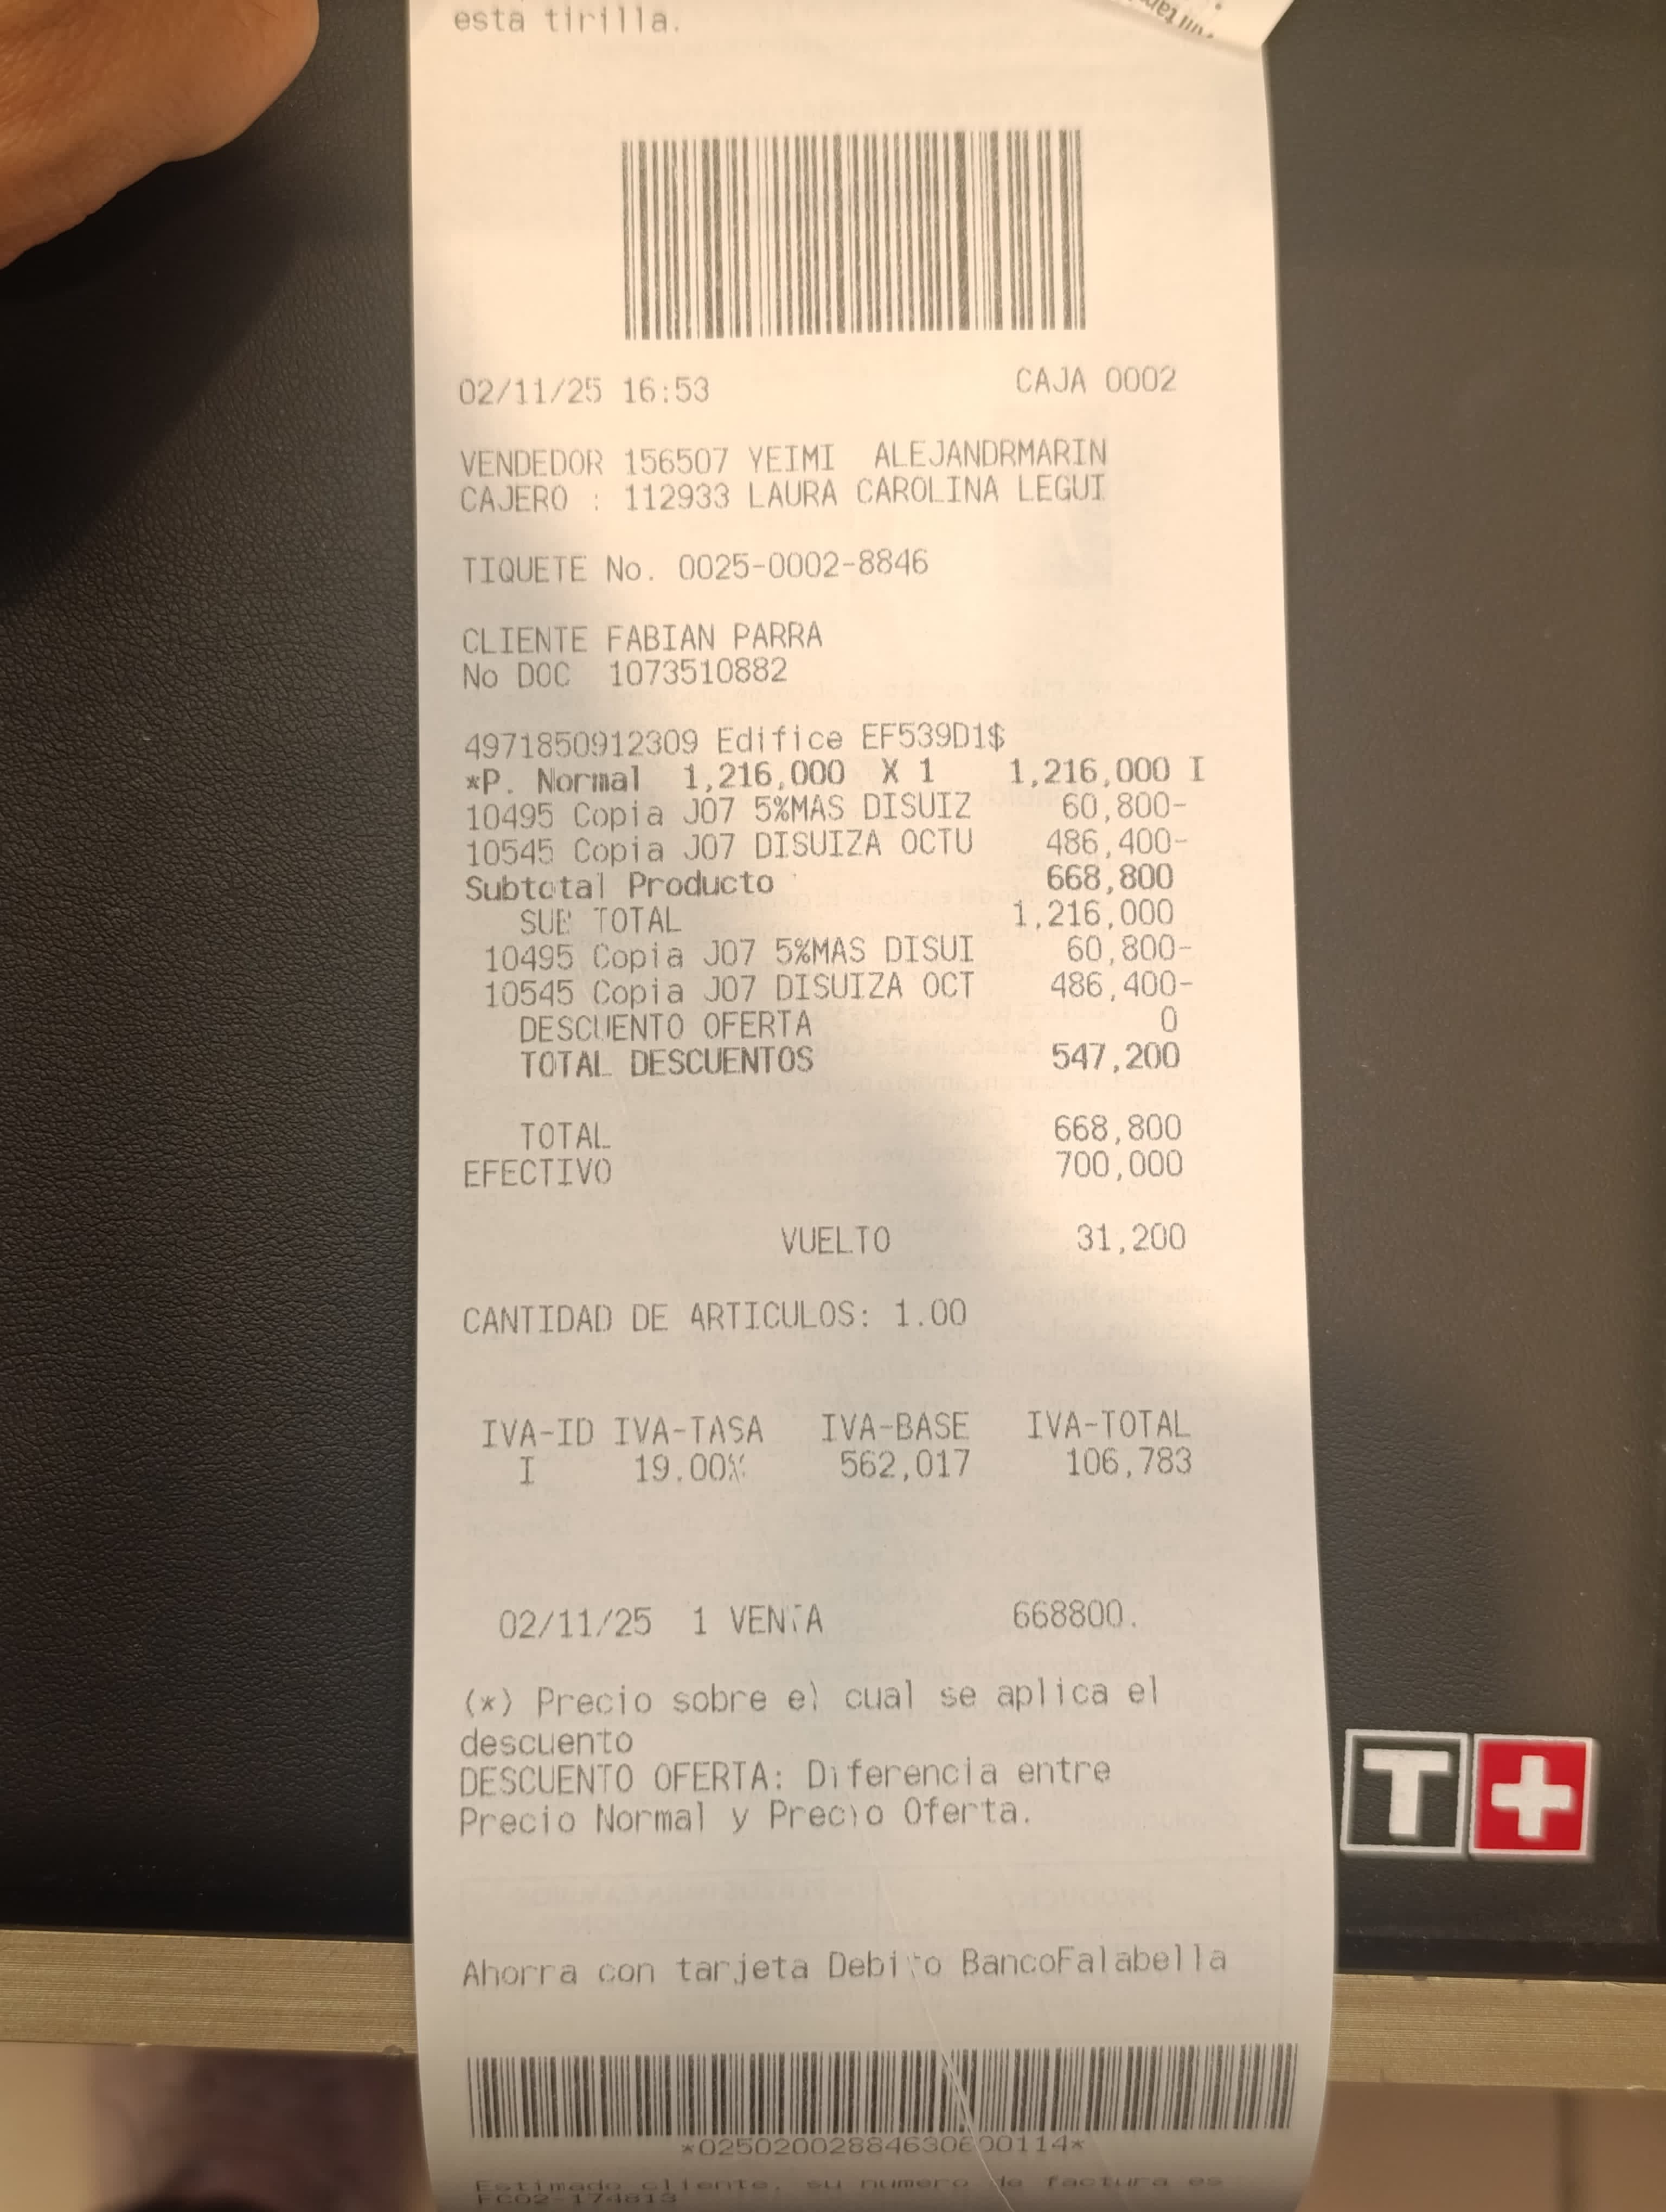 esta tirilla.
02/11/25 16:53 CAJA 0002
VENDEDOR 156507 YEIMI ALEJANDRMARIN
CAJERO : 112933 LAURA CAROLINA LEGUI
TIQUETE No. 0025-0002-8846
CLIENTE FABIAN PARRA
No DOC 1073510882
4971850912309 Edifice EF539D1$
*P. Normal 1,216,000 X 1 1,216,000 I
10495 Copia J07 5%MAS DISUIZ 60,800-
10545 Copia J07 DISUIZA OCTU 486,400-
Subtotal Producto 668,800
SUB TOTAL 1,216,000
10495 Copia J07 5%MAS DISUI 60,800-
10545 Copia J07 DISUIZA OCT 486,400-
DESCUENTO OFERTA 0
TOTAL DESCUENTOS 547,200
TOTAL 668,800
EFECTIVO 700,000
VUELTO 31,200
CANTIDAD DE ARTICULOS: 1.00
IVA-ID IVA-TASA IVA-BASE IVA-TOTAL
I 19.00% 562,017 106,783
02/11/25 1 VENTA 668800.
(*) Precio sobre el cual se aplica el
descuento
DESCUENTO OFERTA: Diferencia entre
Precio Normal y Precio Oferta.
T+
Ahorra con tarjeta Debito BancoFalabella
Estimado cliente, su numero de factura es
FC02-174813